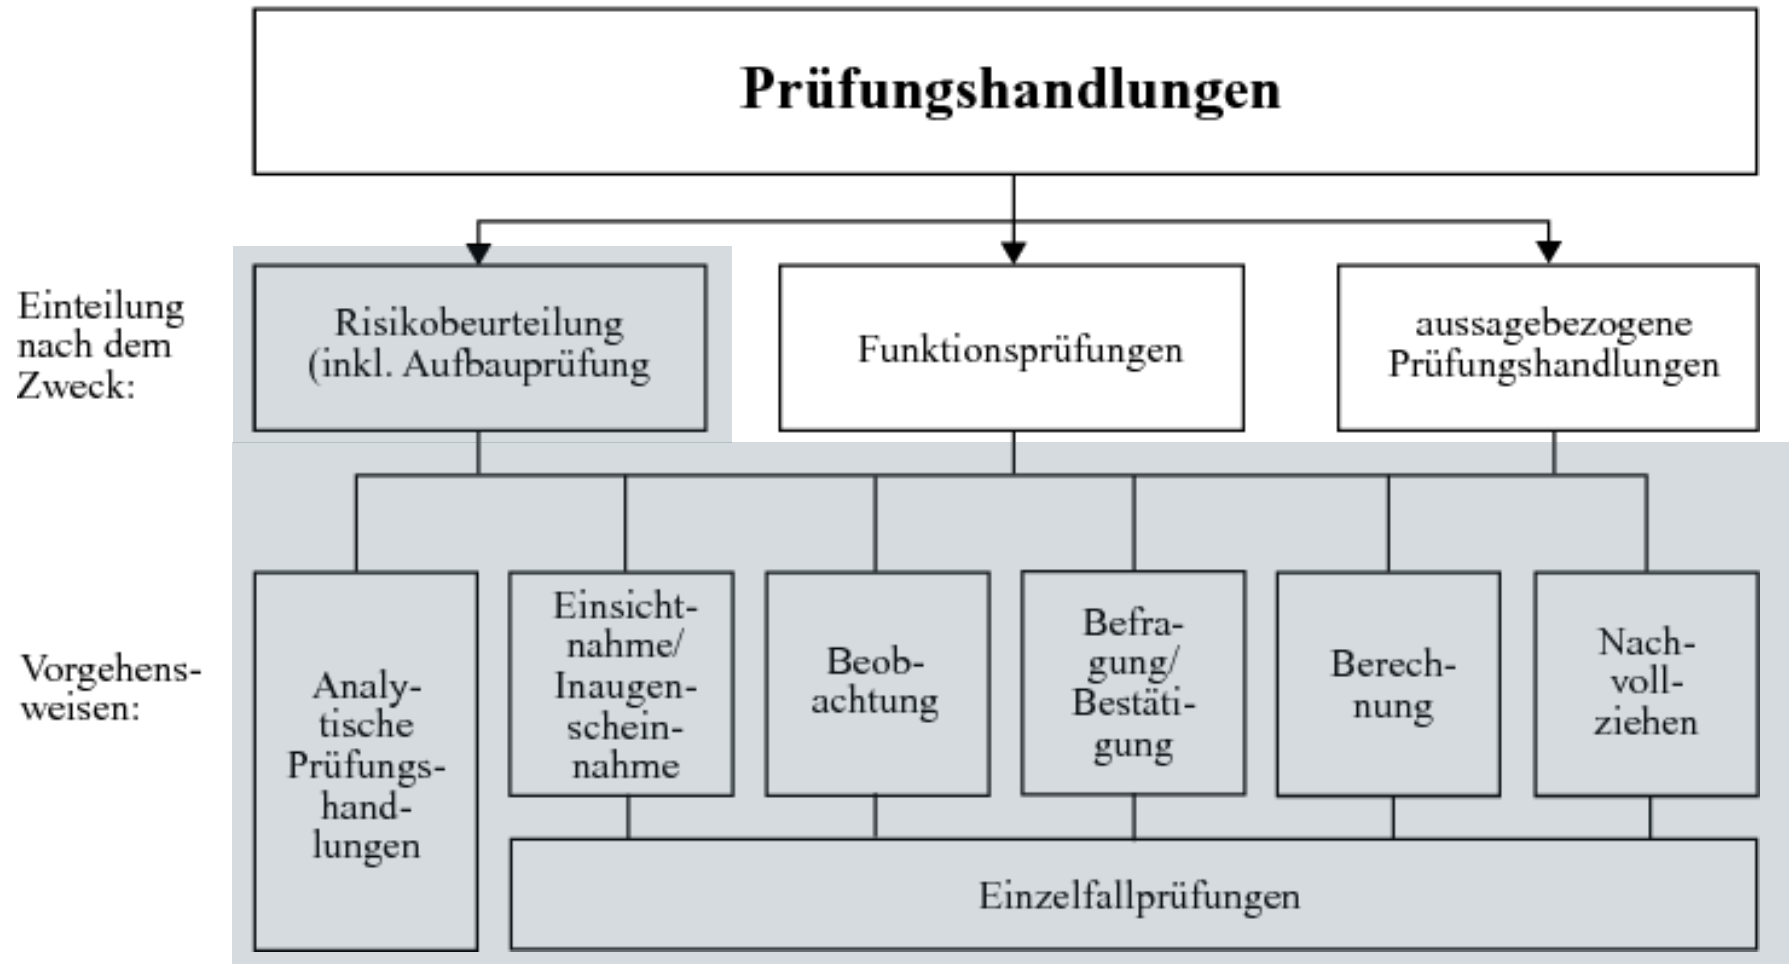 Prüfungshandlungen
Einteilung
nach dem
Zweck:
Risikobeurteilung
(inkl. Aufbauprüfung
Funktionsprüfungen
aussagebezogene
Prüfungshandlungen
Vorgehens-
weisen:
Analy-
tische
Prüfungs-
hand-
lungen
Einsicht-
nahme/
Inaugen-
schein-
nahme
Beob-
achtung
Befra-
gung/
Bestäti-
gung
Berech-
nung
Nach-
voll-
ziehen
Einzelfallprüfungen